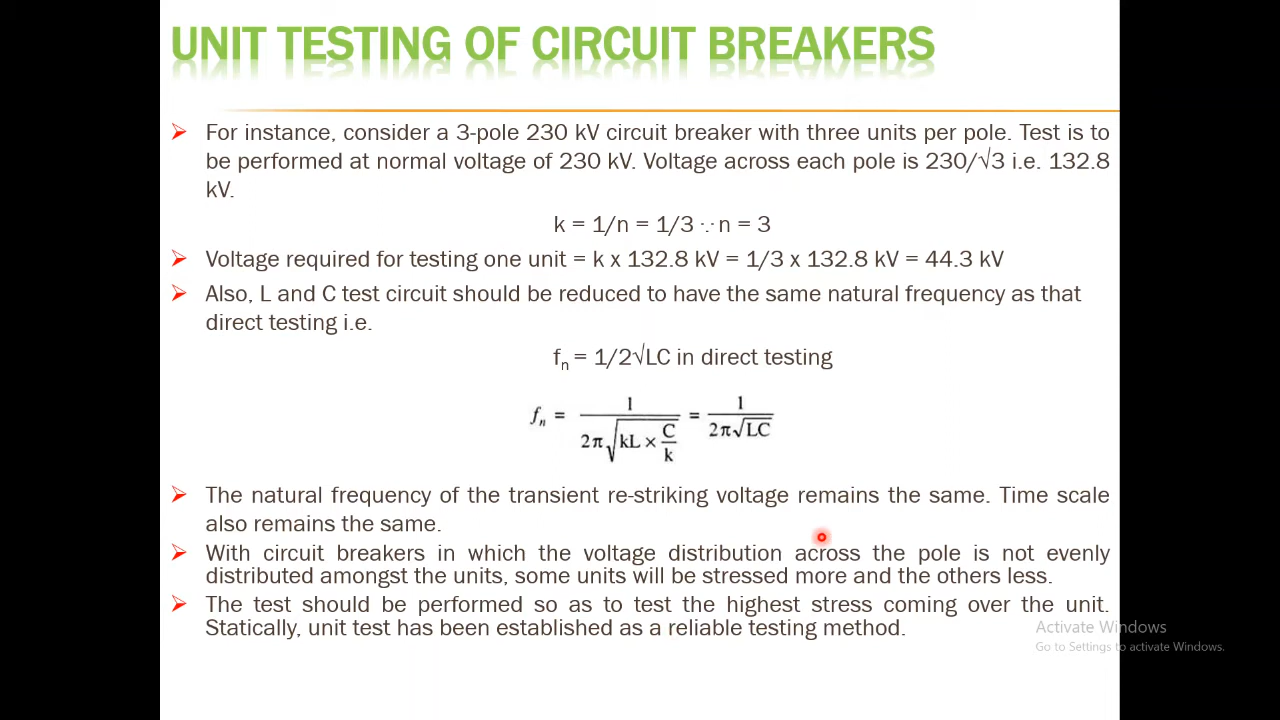 UNIT TESTING OF CIRCUIT BREAKERS
➢ For instance, consider a 3-pole 230 kV circuit breaker with three units per pole. Test is to
be performed at normal voltage of 230 kV. Voltage across each pole is 230/√3 i.e. 132.8
kV.
k = 1/n = 1/3 ∵ n = 3
➢ Voltage required for testing one unit = k x 132.8 kV = 1/3 x 132.8 kV = 44.3 kV
➢ Also, L and C test circuit should be reduced to have the same natural frequency as that
direct testing i.e.
fn = 1/2√LC in direct testing
fn = 1 / (2π√(kL × C/k)) = 1 / (2π√LC)
➢ The natural frequency of the transient re-striking voltage remains the same. Time scale
also remains the same.
➢ With circuit breakers in which the voltage distribution across the pole is not evenly
distributed amongst the units, some units will be stressed more and the others less.
➢ The test should be performed so as to test the highest stress coming over the unit.
Statically, unit test has been established as a reliable testing method.
Activate Windows
Go to Settings to activate Windows.